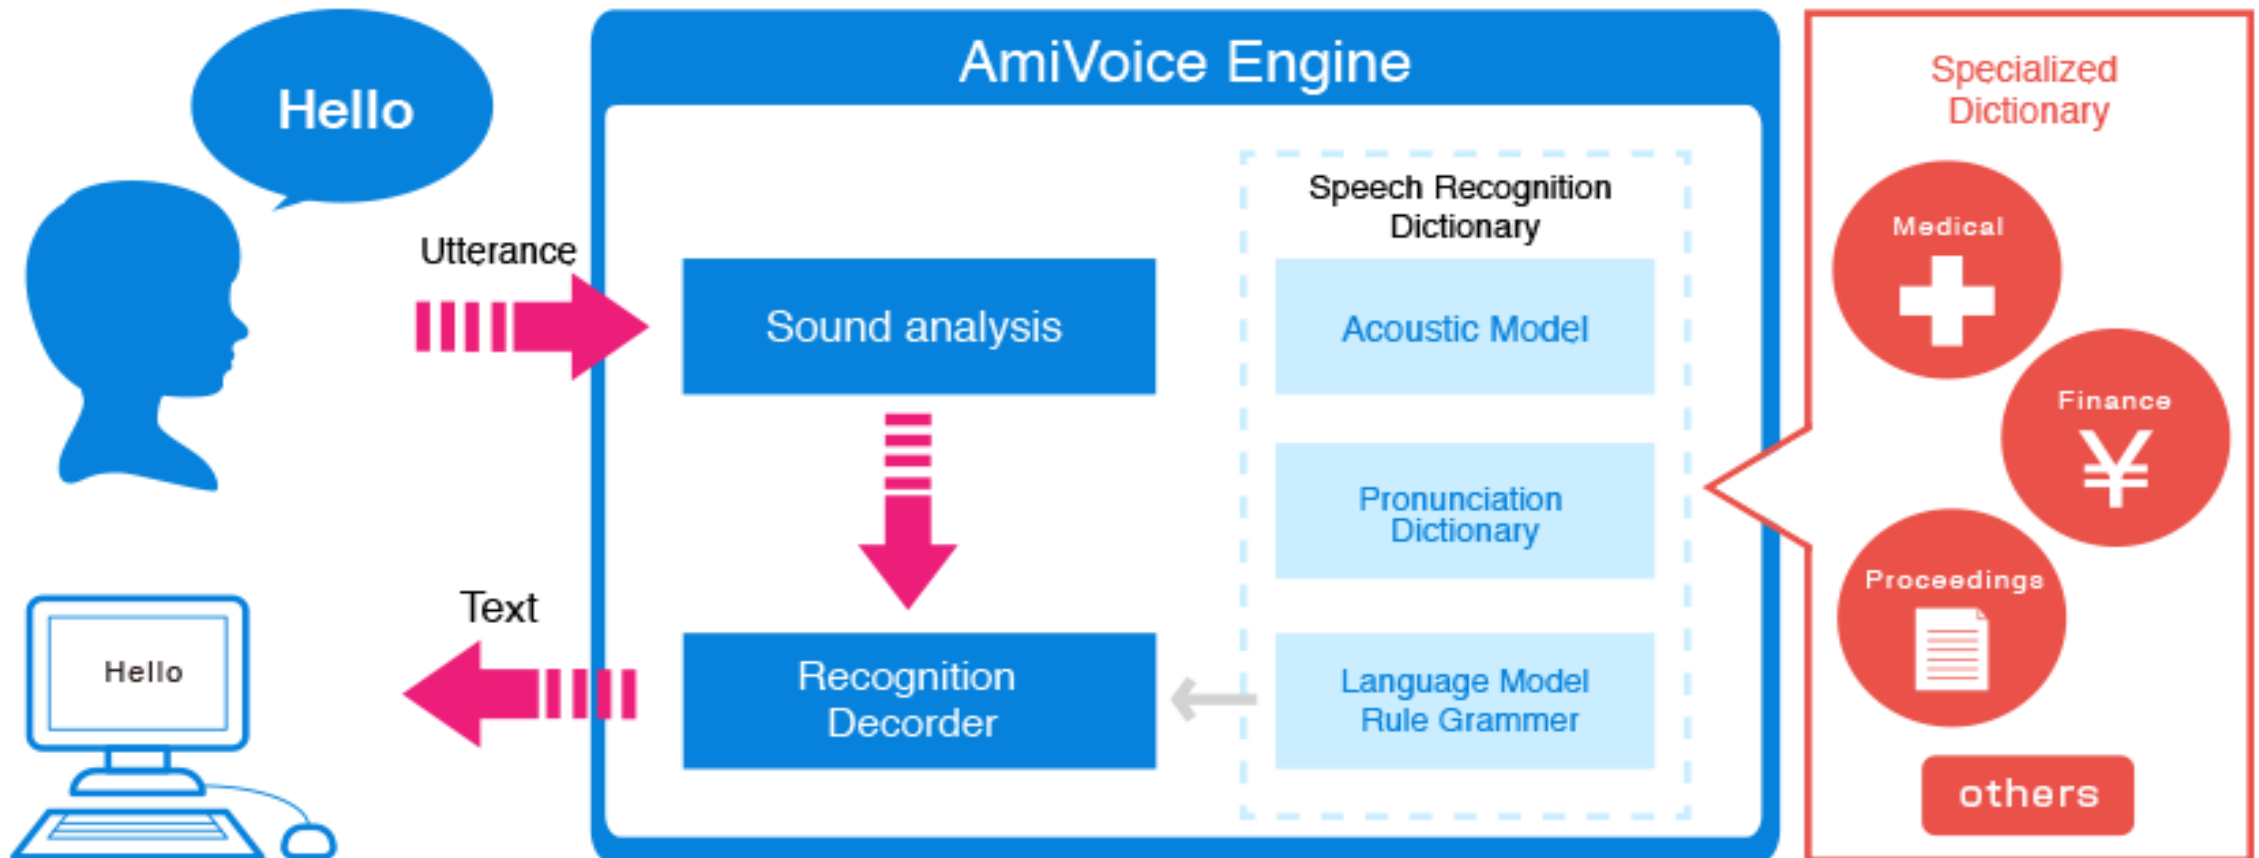 Hello
Utterance
AmiVoice Engine
Sound analysis
Speech Recognition
Dictionary
Acoustic Model
Pronunciation
Dictionary
Language Model
Rule Grammer
Recognition
Decorder
Text
Hello
Specialized
Dictionary
Medical
Finance
¥
Proceedings
others